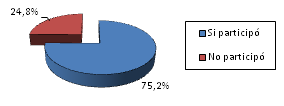 24,8%
75,2%
Si participó
No participó